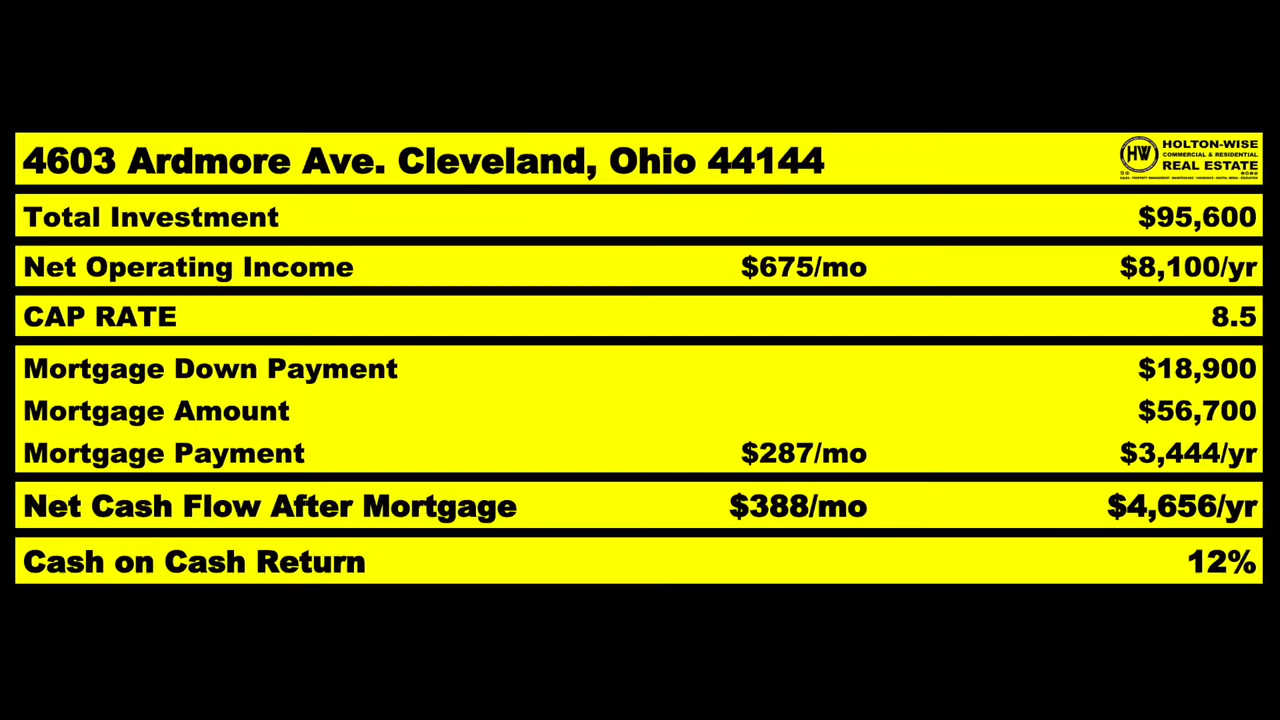 4603 Ardmore Ave. Cleveland, Ohio 44144
HW
HOLTON-WISE
COMMERCIAL & RESIDENTIAL
REAL ESTATE
Total Investment $95,600
Net Operating Income $675/mo $8,100/yr
CAP RATE 8.5
Mortgage Down Payment $18,900
Mortgage Amount $56,700
Mortgage Payment $287/mo $3,444/yr
Net Cash Flow After Mortgage $388/mo $4,656/yr
Cash on Cash Return 12%